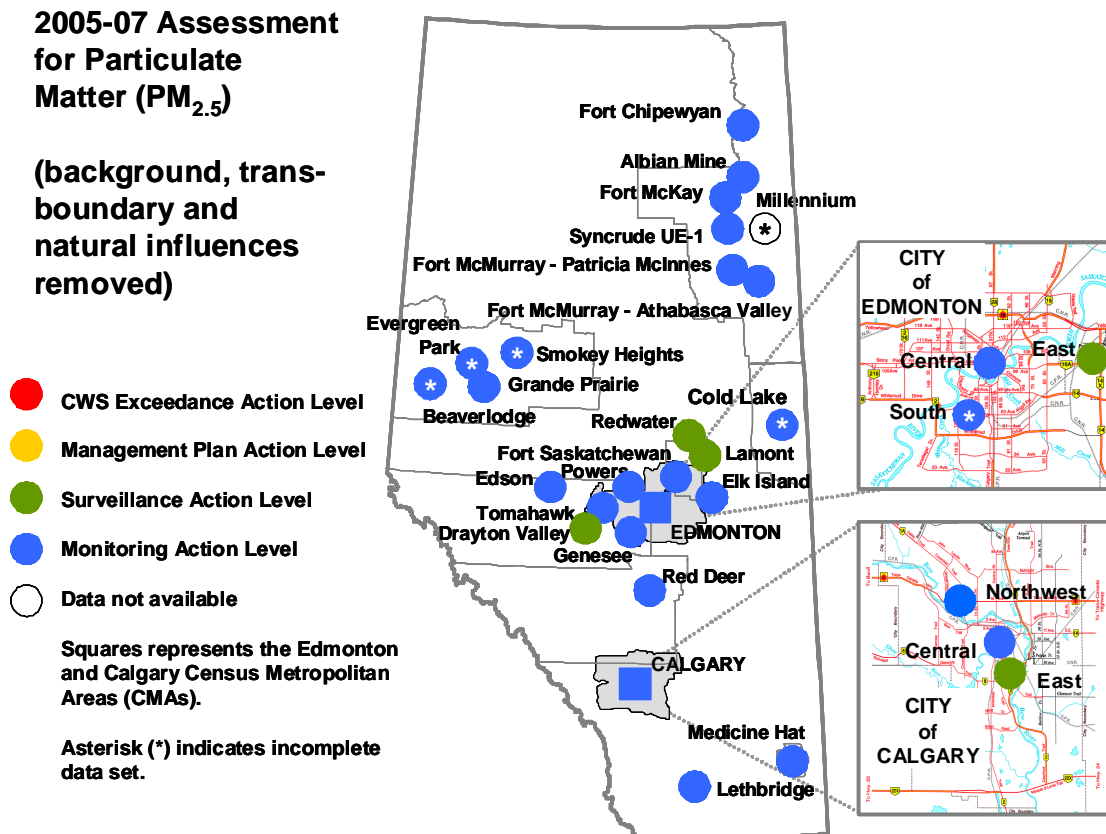 2005-07 Assessment
for Particulate
Matter (PM2.5)
(background, trans-
boundary and
natural influences
removed)
CWS Exceedance Action Level
Management Plan Action Level
Surveillance Action Level
Monitoring Action Level
Data not available
Squares represents the Edmonton
and Calgary Census Metropolitan
Areas (CMAs).
Asterisk (*) indicates incomplete
data set.
Fort Chipewyan
Albian Mine
Fort McKay
Millennium
*
Syncrude UE-1
Fort McMurray - Patricia McInnes
Fort McMurray - Athabasca Valley
Evergreen
Park
*
*
Smokey Heights
*
Grande Prairie
Beaverlodge
Cold Lake
*
Redwater
Fort Saskatchewan
Lamont
Powers
Edson
Elk Island
Tomahawk
Drayton Valley
EDMONTON
Genesee
Red Deer
CALGARY
Medicine Hat
Lethbridge
CITY
of
EDMONTON
Central
East
South
*
Northwest
Central
East
CITY
of
CALGARY